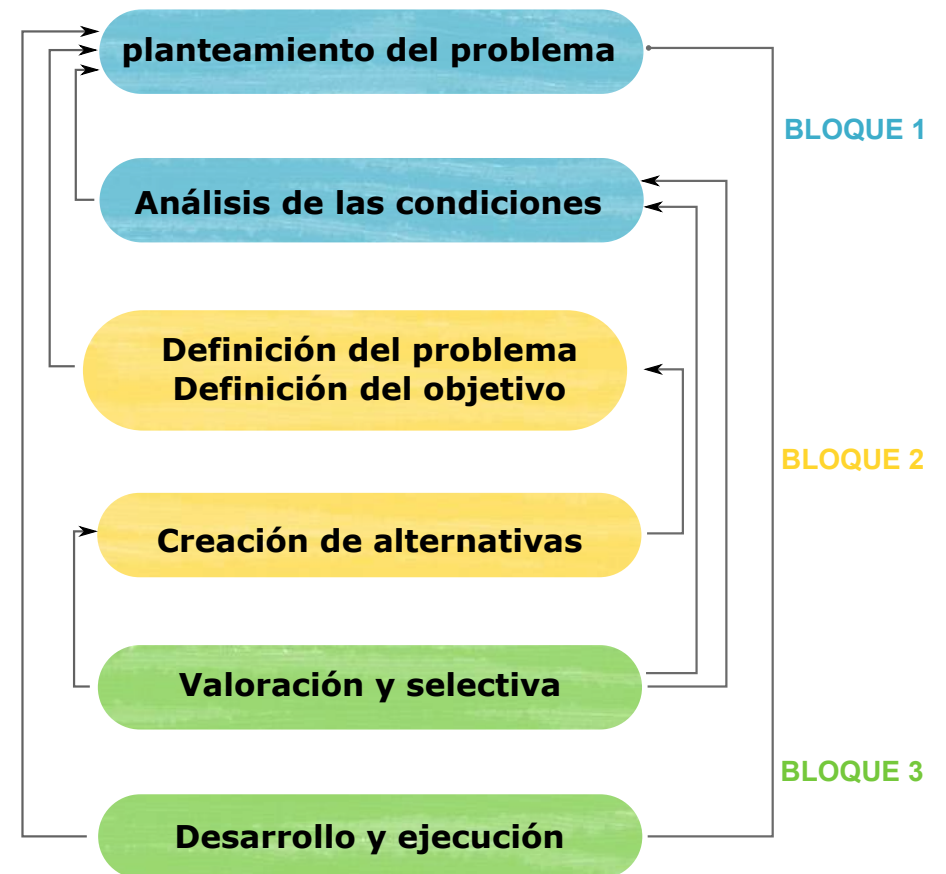 planteamiento del problema
BLOQUE 1
Análisis de las condiciones
Definición del problema
Definición del objetivo
BLOQUE 2
Creación de alternativas
Valoración y selectiva
BLOQUE 3
Desarrollo y ejecución